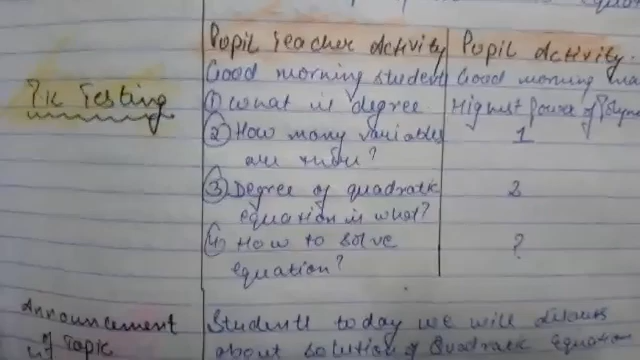 Pupil Teacher Activity Pupil Activity.
Good morning student Good morning ma
P.K Testing
① What is degree Highest power of Polyno
② How many variables 1
are there?
③ Degree of quadratic 2
equation is what?
④ How to solve ?
equation?
Announcement
of Topic
Students today we will discuss
about solution of Quadratic Equation